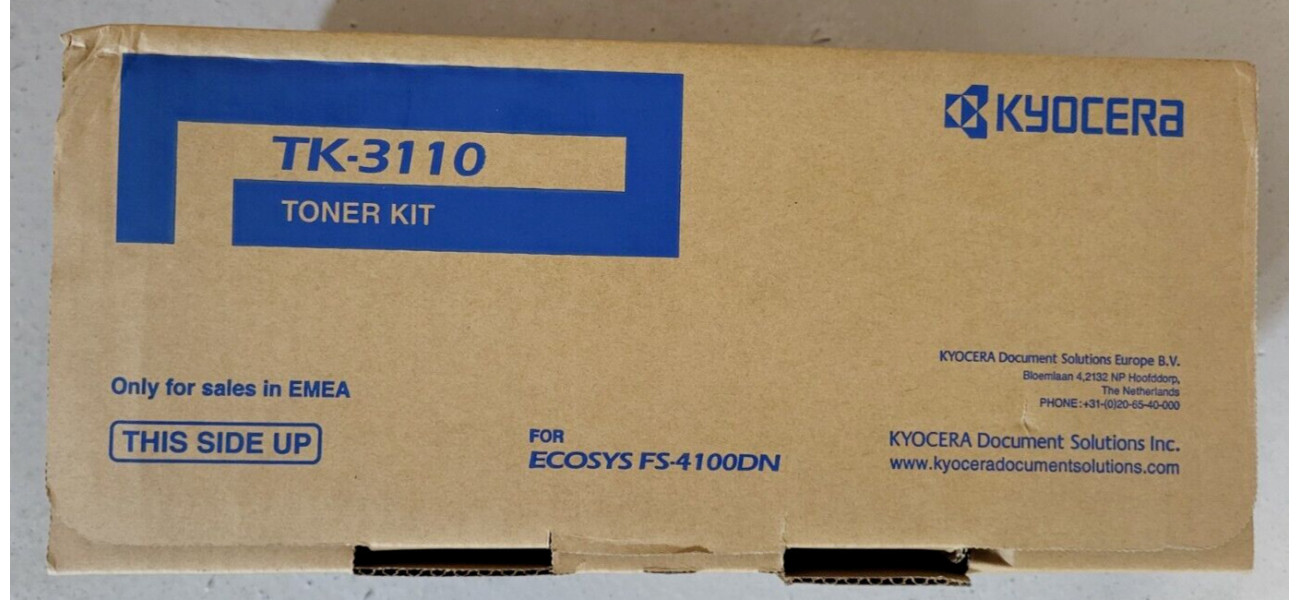 TK-3110
TONER KIT
KYOCERA
Only for sales in EMEA
THIS SIDE UP
FOR
ECOSYS FS-4100DN
KYOCERA Document Solutions Europe B.V.
Bloemlaan 4,2132 NP Hoofddorp,
The Netherlands
PHONE:+31-(0)20-65-40-000
KYOCERA Document Solutions Inc.
www.kyoceradocumentsolutions.com